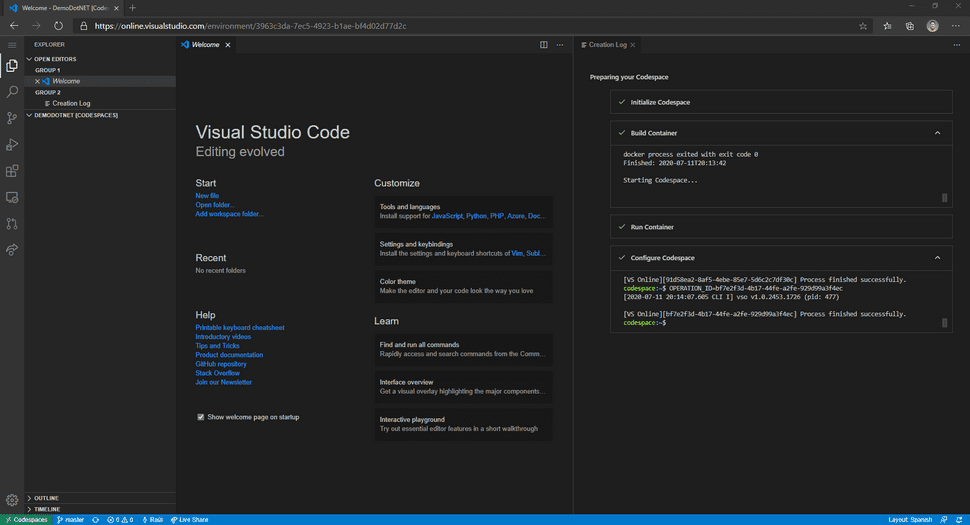 Welcome - DemoDotNET [Codes
https://online.visualstudio.com/environment/3963c3da-7ec5-4923-b1ae-bf4d02d77d2c
EXPLORER
OPEN EDITORS
GROUP 1
Welcome
GROUP 2
Creation Log
DEMODOTNET [CODESPACES]
OUTLINE
TIMELINE
Welcome
Visual Studio Code
Editing evolved
Start
New file
Open folder...
Add workspace folder...
Recent
No recent folders
Help
Printable keyboard cheatsheet
Introductory videos
Tips and Tricks
Product documentation
GitHub repository
Stack Overflow
Join our Newsletter
Show welcome page on startup
Customize
Tools and languages
Install support for JavaScript, Python, PHP, Azure, Dec...
Settings and keybindings
Install the settings and keyboard shortcuts of Vim, Subl...
Color theme
Make the editor and your code look the way you love
Learn
Find and run all commands
Rapidly access and search commands from the Comm...
Interface overview
Get a visual overlay highlighting the major components...
Interactive playground
Try out essential editor features in a short walkthrough
Creation Log
Preparing your Codespace
Initialize Codespace
Build Container
docker process exited with exit code 0
Finished: 2020-07-11T20:13:42
Starting Codespace...
Run Container
Configure Codespace
[VS Online][91d58ea2-8af5-4ebe-85e7-5d6c2c7df30c] Process finished successfully.
codespace:~$ OPERATION_ID=bf7e2f3d-4b17-44fe-a2fe-929d99a3f4ec
[2020-07-11 20:14:07.605 CLI I] vso v1.0.2453.1726 (pid: 477)
[VS Online][bf7e2f3d-4b17-44fe-a2fe-929d99a3f4ec] Process finished successfully.
codespace:~$
Codespaces master 0 0 Raúl Live Share Layout: Spanish